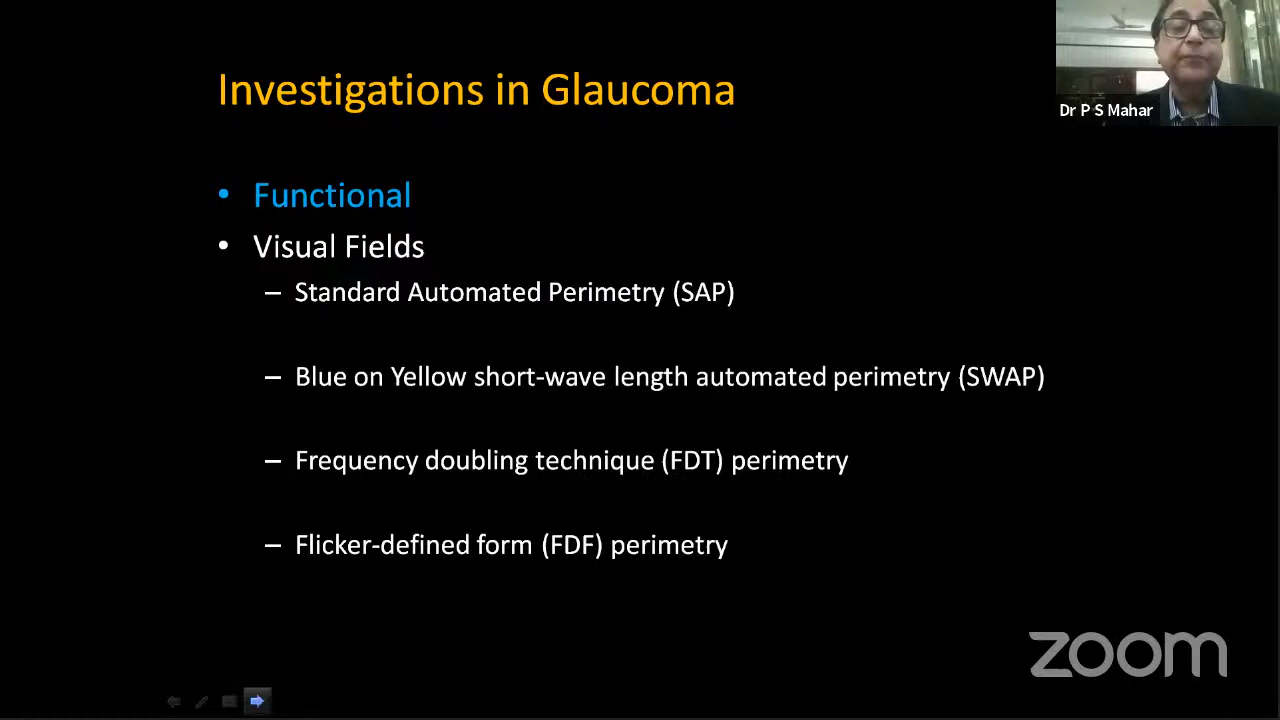 Investigations in Glaucoma
Dr P S Mahar
• Functional
• Visual Fields
– Standard Automated Perimetry (SAP)
– Blue on Yellow short-wave length automated perimetry (SWAP)
– Frequency doubling technique (FDT) perimetry
– Flicker-defined form (FDF) perimetry
zoom